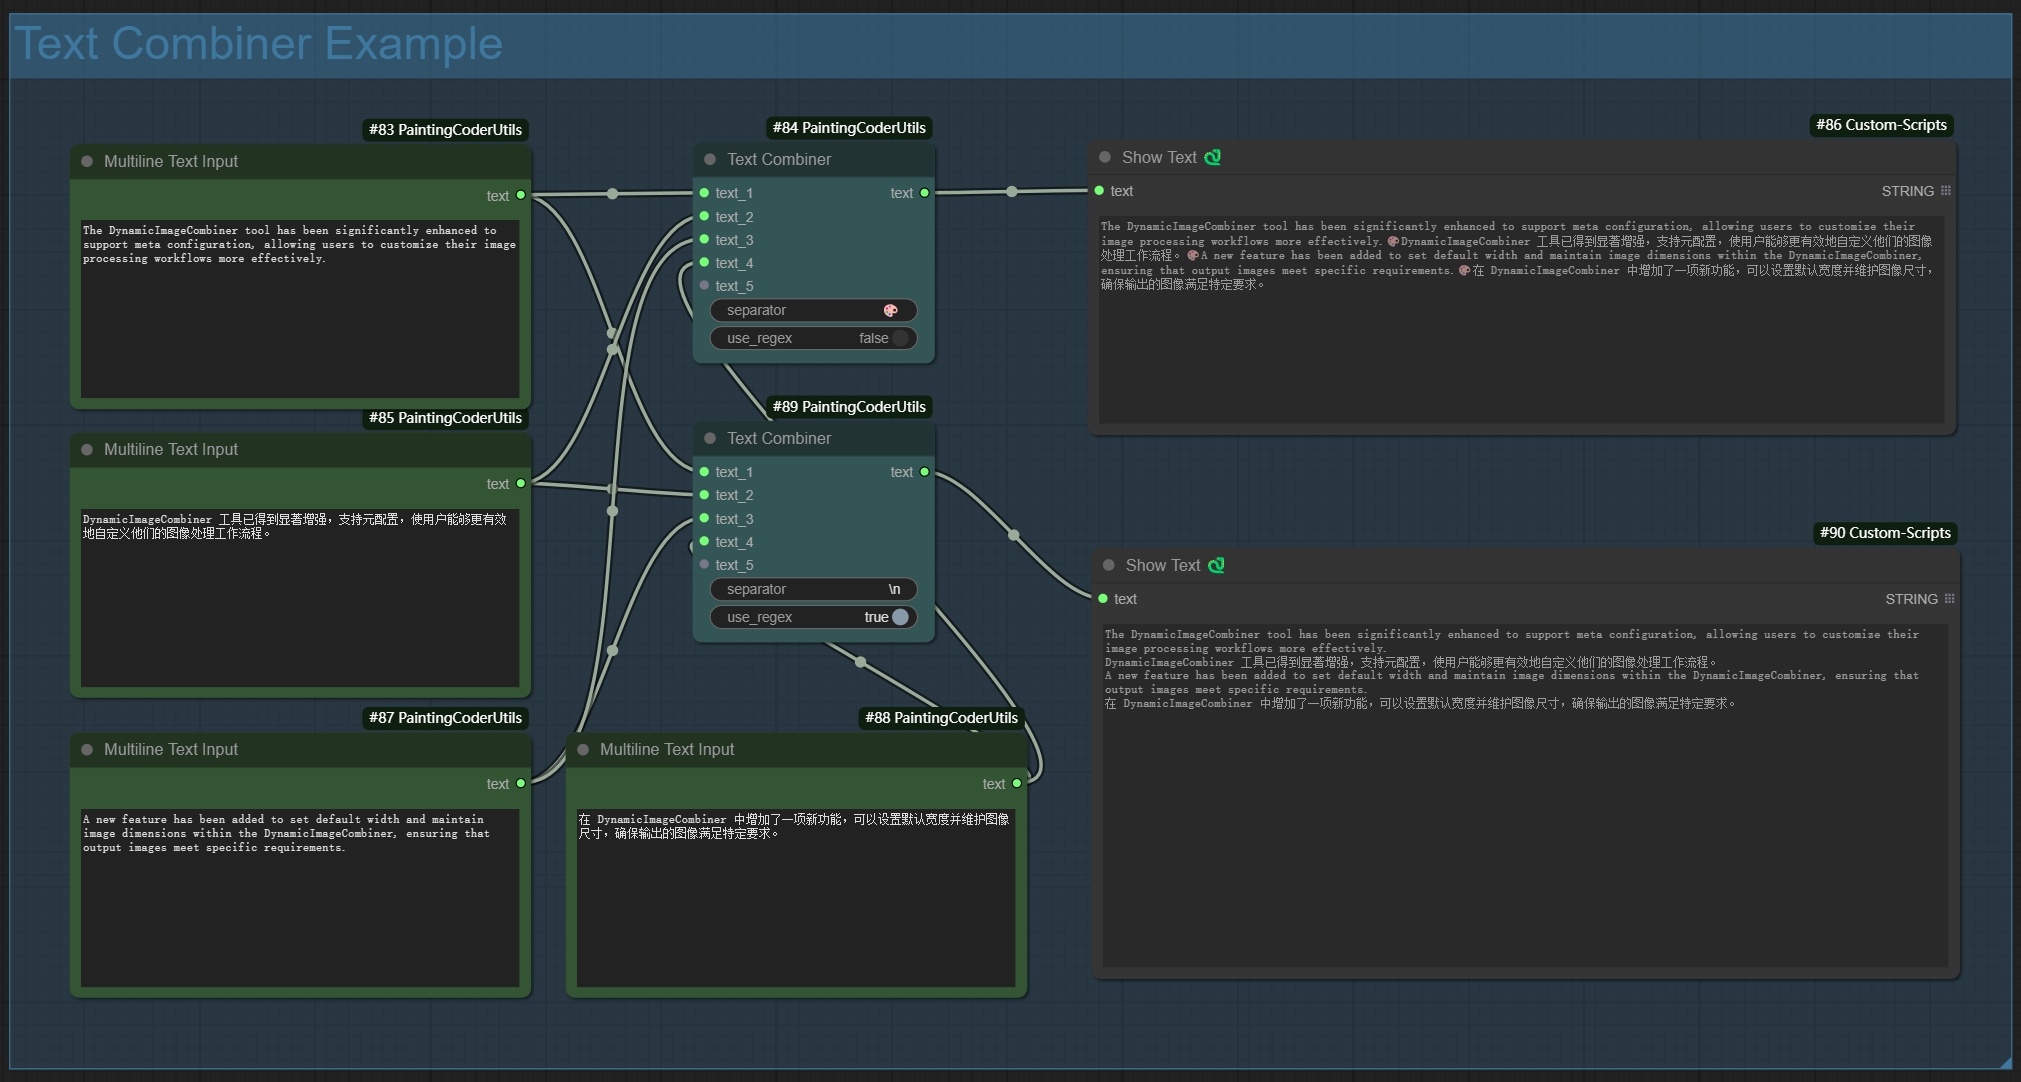 Text Combiner Example
#83 PaintingCoderUtils
Multiline Text Input
text
The DynamicImageCombiner tool has been significantly enhanced to
support meta configuration, allowing users to customize their image
processing workflows more effectively.
#85 PaintingCoderUtils
Multiline Text Input
text
DynamicImageCombiner 工具已得到显著增强，支持元配置，使用户能够更有效
地自定义他们的图像处理工作流程。
#87 PaintingCoderUtils
Multiline Text Input
text
A new feature has been added to set default width and maintain
image dimensions within the DynamicImageCombiner, ensuring that
output images meet specific requirements.
#88 PaintingCoderUtils
Multiline Text Input
text
在 DynamicImageCombiner 中增加了一项新功能，可以设置默认宽度并维护图像
尺寸，确保输出的图像满足特定要求。
#84 PaintingCoderUtils
Text Combiner
text_1 text
text_2
text_3
text_4
text_5
separator 🎨
use_regex false
#89 PaintingCoderUtils
Text Combiner
text_1 text
text_2
text_3
text_4
text_5
separator \n
use_regex true
#86 Custom-Scripts
Show Text 🐍
text STRING
The DynamicImageCombiner tool has been significantly enhanced to support meta configuration, allowing users to customize their
image processing workflows more effectively.🎨DynamicImageCombiner 工具已得到显著增强，支持元配置，使用户能够更有效地自定义他们的图像
处理工作流程。🎨A new feature has been added to set default width and maintain image dimensions within the DynamicImageCombiner,
ensuring that output images meet specific requirements.🎨在 DynamicImageCombiner 中增加了一项新功能，可以设置默认宽度并维护图像尺寸，
确保输出的图像满足特定要求。
#90 Custom-Scripts
Show Text 🐍
text STRING
The DynamicImageCombiner tool has been significantly enhanced to support meta configuration, allowing users to customize their
image processing workflows more effectively.
DynamicImageCombiner 工具已得到显著增强，支持元配置，使用户能够更有效地自定义他们的图像处理工作流程。
A new feature has been added to set default width and maintain image dimensions within the DynamicImageCombiner, ensuring that
output images meet specific requirements.
在 DynamicImageCombiner 中增加了一项新功能，可以设置默认宽度并维护图像尺寸，确保输出的图像满足特定要求。